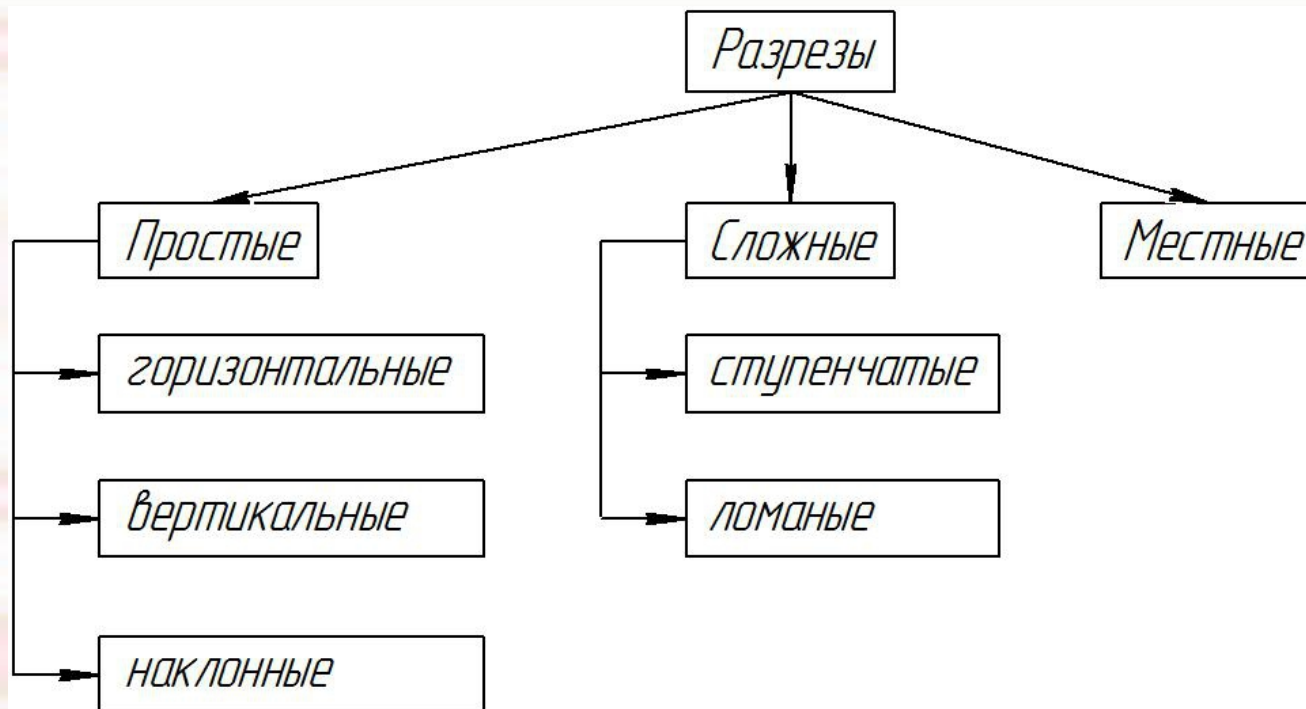 Разрезы
Простые
Сложные
Местные
горизонтальные
ступенчатые
вертикальные
ломаные
наклонные